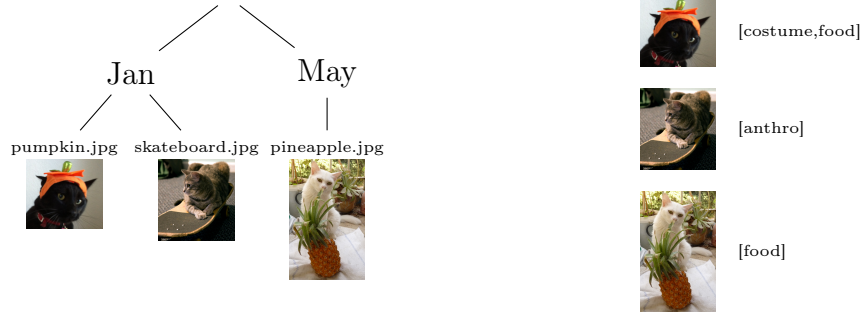 Jan
May
pumpkin.jpg
skateboard.jpg
pineapple.jpg
[costume,food]
[anthro]
[food]